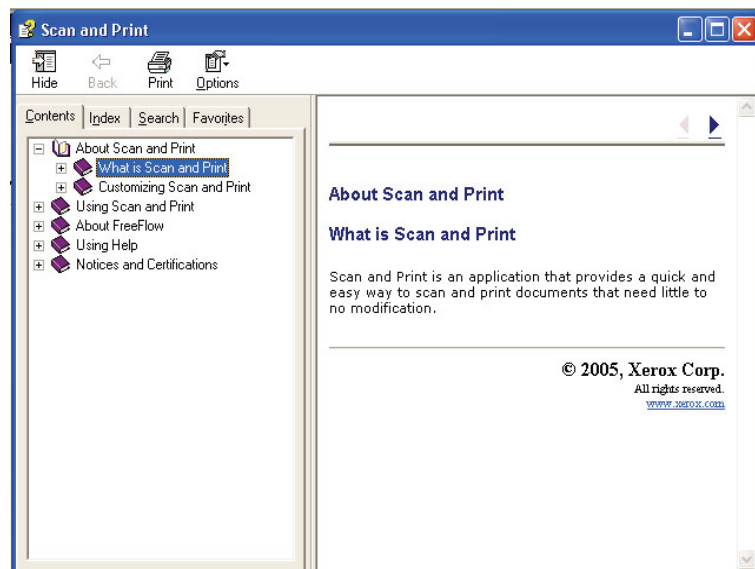 Scan and Print
Hide Back Print Options
Contents Index Search Favorites
About Scan and Print
What is Scan and Print
Customizing Scan and Print
Using Scan and Print
About FreeFlow
Using Help
Notices and Certifications
About Scan and Print
What is Scan and Print
Scan and Print is an application that provides a quick and
easy way to scan and print documents that need little to
no modification.
© 2005, Xerox Corp.
All rights reserved.
www.xerox.com